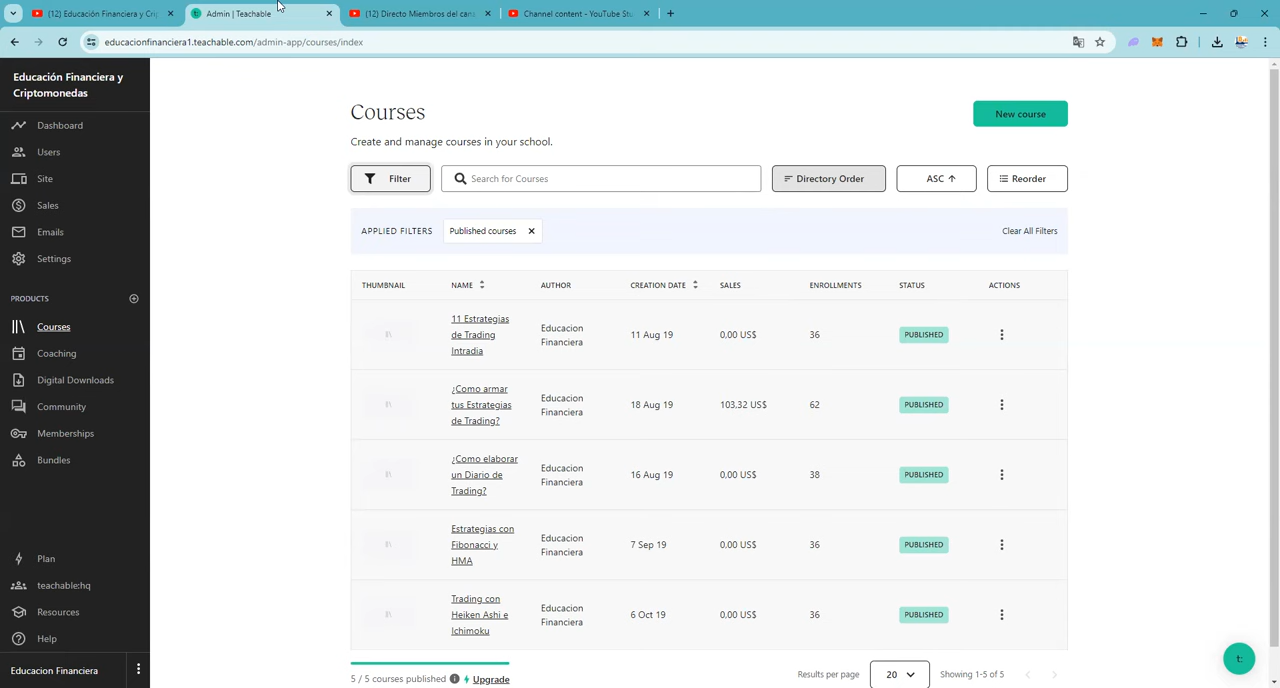 (12) Educación Financiera y Crip
Admin | Teachable
(12) Directo Miembros del cana
Channel content - YouTube Stu
educacionfinanciera1.teachable.com/admin-app/courses/index
Educación Financiera y
Criptomonedas
Dashboard
Users
Site
Sales
Emails
Settings
PRODUCTS
Courses
Coaching
Digital Downloads
Community
Memberships
Bundles
Plan
teachable:hq
Resources
Help
Educacion Financiera
Courses
New course
Create and manage courses in your school.
Filter
Search for Courses
Directory Order
ASC ↑
Reorder
APPLIED FILTERS
Published courses ×
Clear All Filters
THUMBNAIL NAME AUTHOR CREATION DATE SALES ENROLLMENTS STATUS ACTIONS
11 Estrategias
de Trading
Intradia
Educacion
Financiera
11 Aug 19
0,00 US$
36
PUBLISHED
¿Como armar
tus Estrategias
de Trading?
Educacion
Financiera
18 Aug 19
103,32 US$
62
PUBLISHED
¿Como elaborar
un Diario de
Trading?
Educacion
Financiera
16 Aug 19
0,00 US$
38
PUBLISHED
Estrategias con
Fibonacci y
HMA
Educacion
Financiera
7 Sep 19
0,00 US$
36
PUBLISHED
Trading con
Heiken Ashi e
Ichimoku
Educacion
Financiera
6 Oct 19
0,00 US$
36
PUBLISHED
5 / 5 courses published
Upgrade
Results per page
20
Showing 1-5 of 5
t: